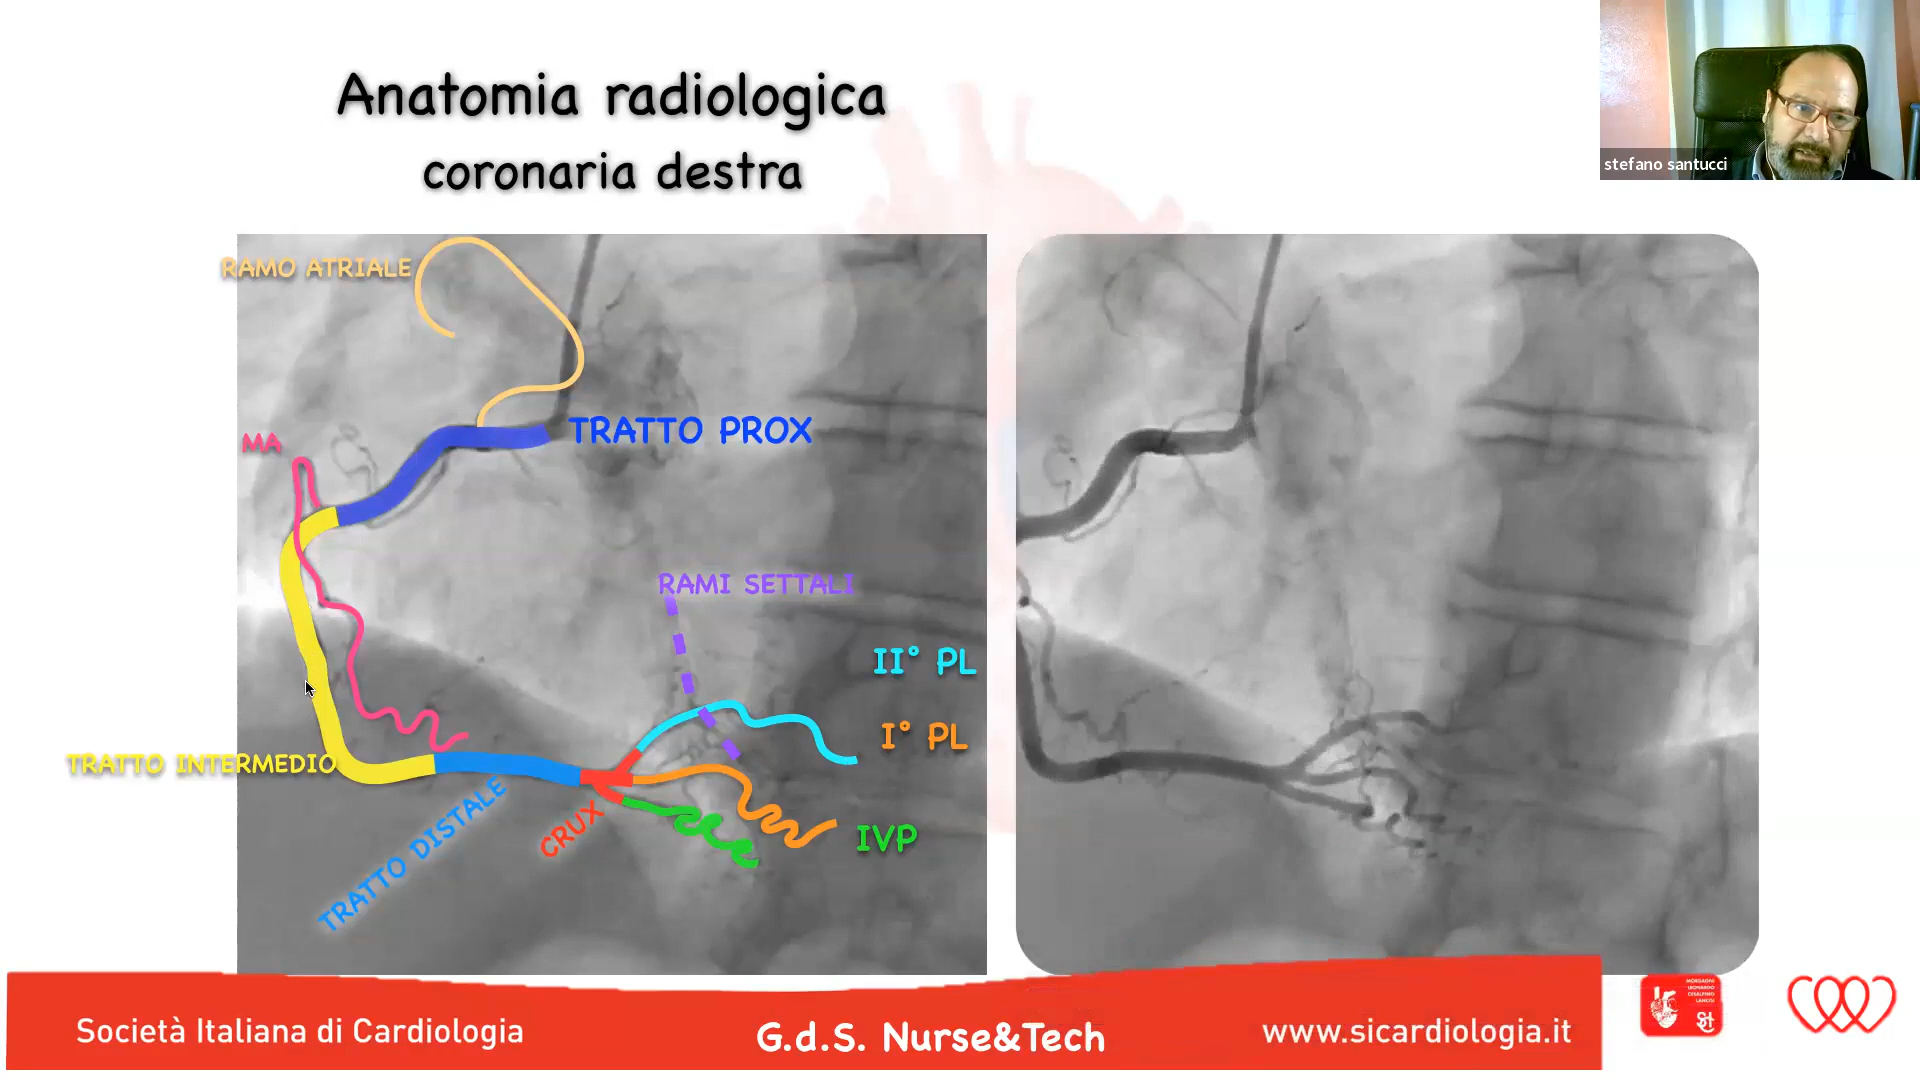 Anatomia radiologica
coronaria destra
stefano santucci
RAMO ATRIALE
MA
TRATTO PROX
RAMI SETTALI
II° PL
I° PL
TRATTO INTERMEDIO
TRATTO DISTALE
CRUX
IVP
Società Italiana di Cardiologia
G.d.S. Nurse&Tech
www.sicardiologia.it